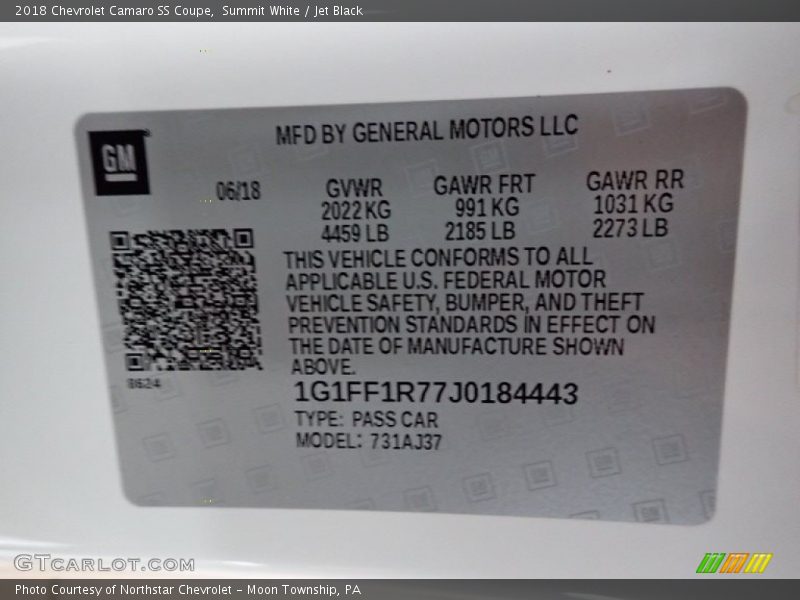 2018 Chevrolet Camaro SS Coupe,  Summit White / Jet Black
MFD BY GENERAL MOTORS LLC
GM
06/18
GVWR GAWR FRT GAWR RR
2022 KG 991 KG 1031 KG
4459 LB 2185 LB 2273 LB
THIS VEHICLE CONFORMS TO ALL
APPLICABLE U.S. FEDERAL MOTOR
VEHICLE SAFETY, BUMPER, AND THEFT
PREVENTION STANDARDS IN EFFECT ON
THE DATE OF MANUFACTURE SHOWN
ABOVE.
8624
1G1FF1R77J0184443
TYPE: PASS CAR
MODEL: 731AJ37
GTCARLOT.COM
Photo Courtesy of Northstar Chevrolet – Moon Township, PA